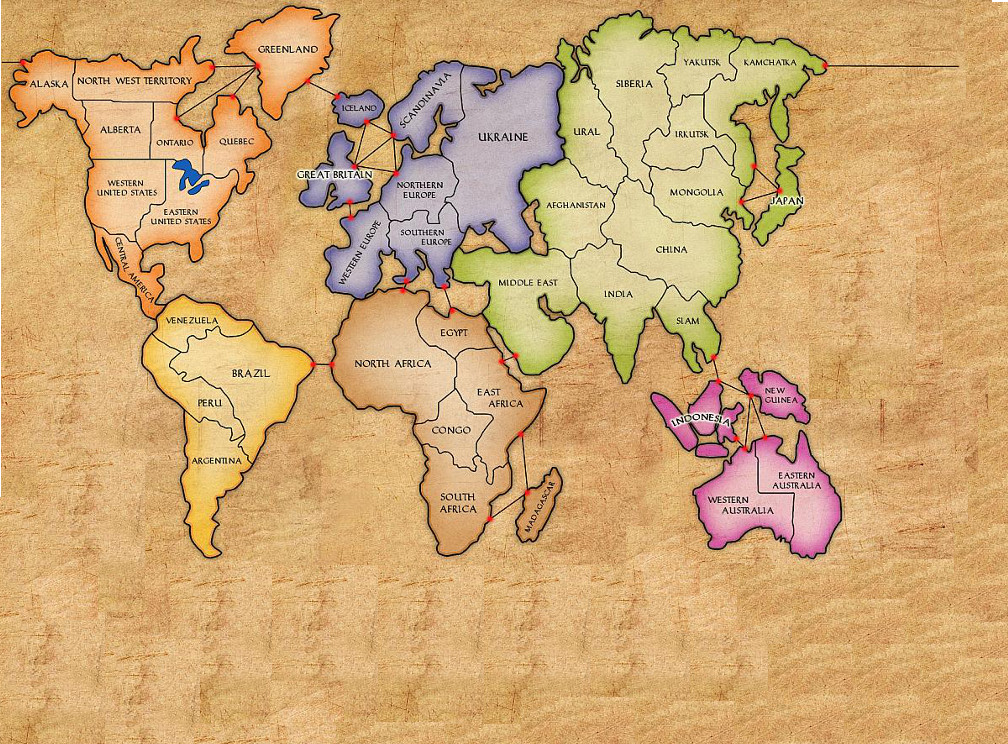 GREENLAND
ALASKA
NORTH WEST TERRITORY
ALBERTA
ONTARIO
QUEBEC
WESTERN
UNITED STATES
EASTERN
UNITED STATES
CENTRAL AMERICA
VENEZUELA
BRAZIL
PERU
ARGENTINA
ICELAND
SCANDINAVIA
UKRAINE
GREAT BRITAIN
NORTHERN
EUROPE
WESTERN EUROPE
SOUTHERN
EUROPE
NORTH AFRICA
EGYPT
EAST
AFRICA
CONGO
SOUTH
AFRICA
MADAGASCAR
SIBERIA
YAKUTSK
KAMCHATKA
URAL
IRKUTSK
MONGOLIA
JAPAN
AFGHANISTAN
CHINA
MIDDLE EAST
INDIA
SIAM
INDONESIA
NEW
GUINEA
WESTERN
AUSTRALIA
EASTERN
AUSTRALIA